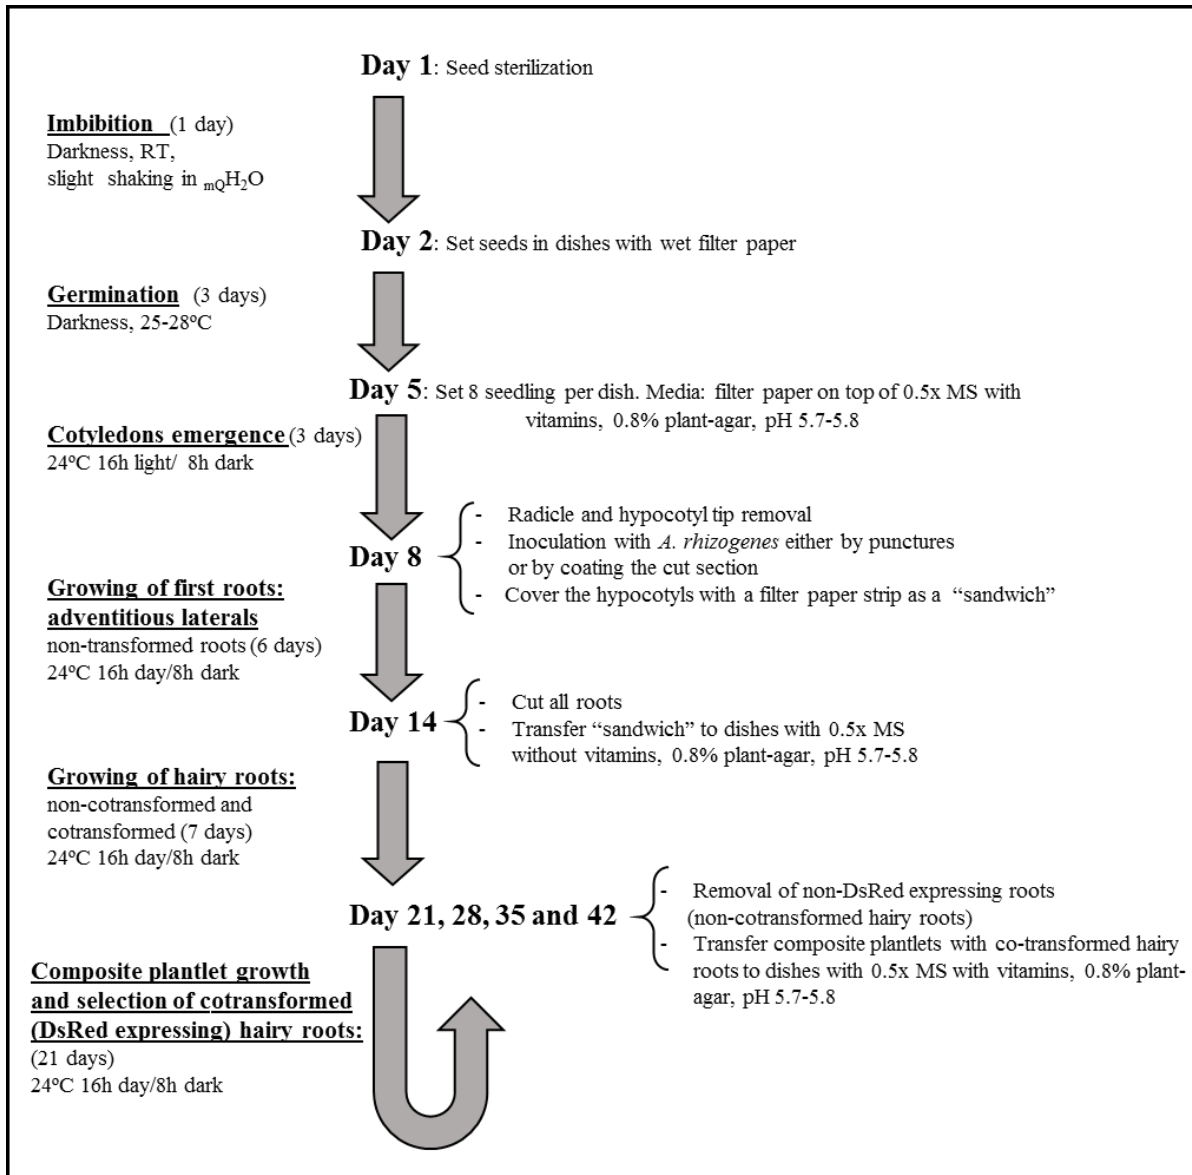 Day 1: Seed sterilization
Imbibition (1 day)
Darkness, RT,
slight shaking in mQH2O
Day 2: Set seeds in dishes with wet filter paper
Germination (3 days)
Darkness, 25-28ºC
Day 5: Set 8 seedling per dish. Media: filter paper on top of 0.5x MS with
vitamins, 0.8% plant-agar, pH 5.7-5.8
Cotyledons emergence (3 days)
24ºC 16h light/ 8h dark
Day 8
- Radicle and hypocotyl tip removal
- Inoculation with A. rhizogenes either by punctures
or by coating the cut section
- Cover the hypocotyls with a filter paper strip as a “sandwich”
Growing of first roots:
adventitious laterals
non-transformed roots (6 days)
24ºC 16h day/8h dark
Day 14
- Cut all roots
- Transfer “sandwich” to dishes with 0.5x MS
without vitamins, 0.8% plant-agar, pH 5.7-5.8
Growing of hairy roots:
non-cotransformed and
cotransformed (7 days)
24ºC 16h day/8h dark
Day 21, 28, 35 and 42
- Removal of non-DsRed expressing roots
(non-cotransformed hairy roots)
- Transfer composite plantlets with co-transformed hairy
roots to dishes with 0.5x MS with vitamins, 0.8% plant-
agar, pH 5.7-5.8
Composite plantlet growth
and selection of cotransformed
(DsRed expressing) hairy roots:
(21 days)
24ºC 16h day/8h dark